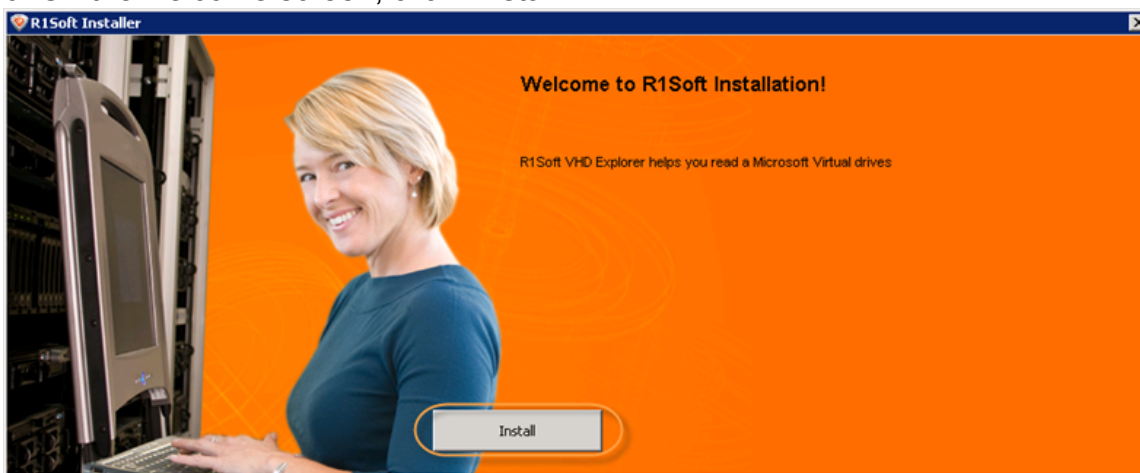 R1Soft Installer
Welcome to R1Soft Installation!
R1Soft VHD Explorer helps you read a Microsoft Virtual drives
Install